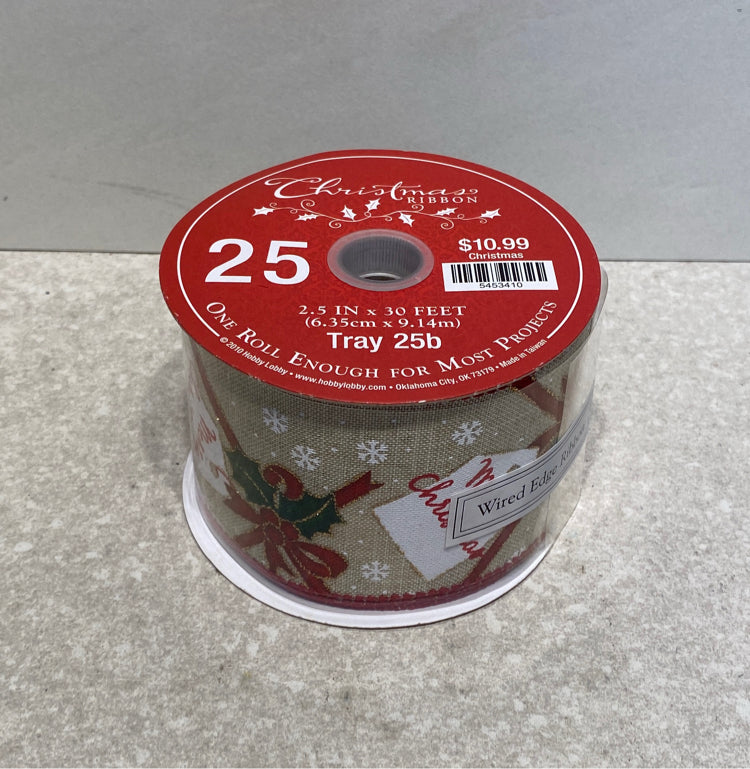 Christmas
RIBBON
25
$10.99
Christmas
5453410
2.5 IN x 30 FEET
(6.35cm x 9.14m)
Tray 25b
ONE ROLL ENOUGH FOR MOST PROJECTS
© 2010 Hobby Lobby • www.hobbylobby.com • Oklahoma City, OK 73179 • Made in Taiwan
Wired Edge Ribbon